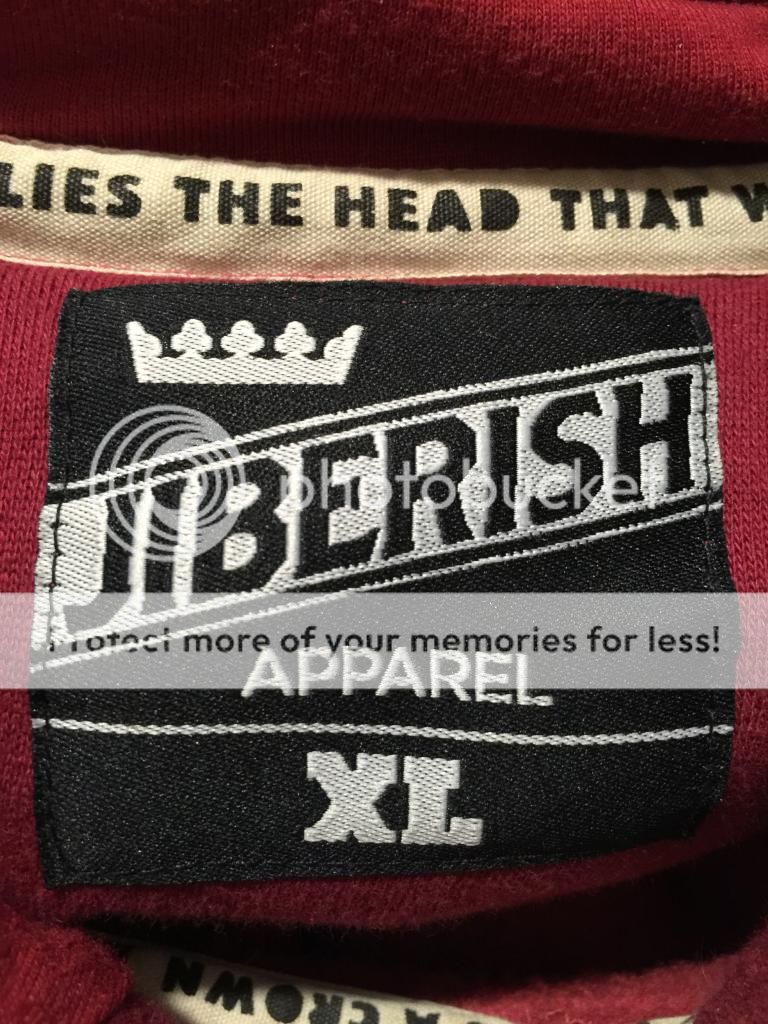 LIES THE HEAD THAT W
JIBERISH
photobucket
Protect more of your memories for less!
APPAREL
XL
A CROWN